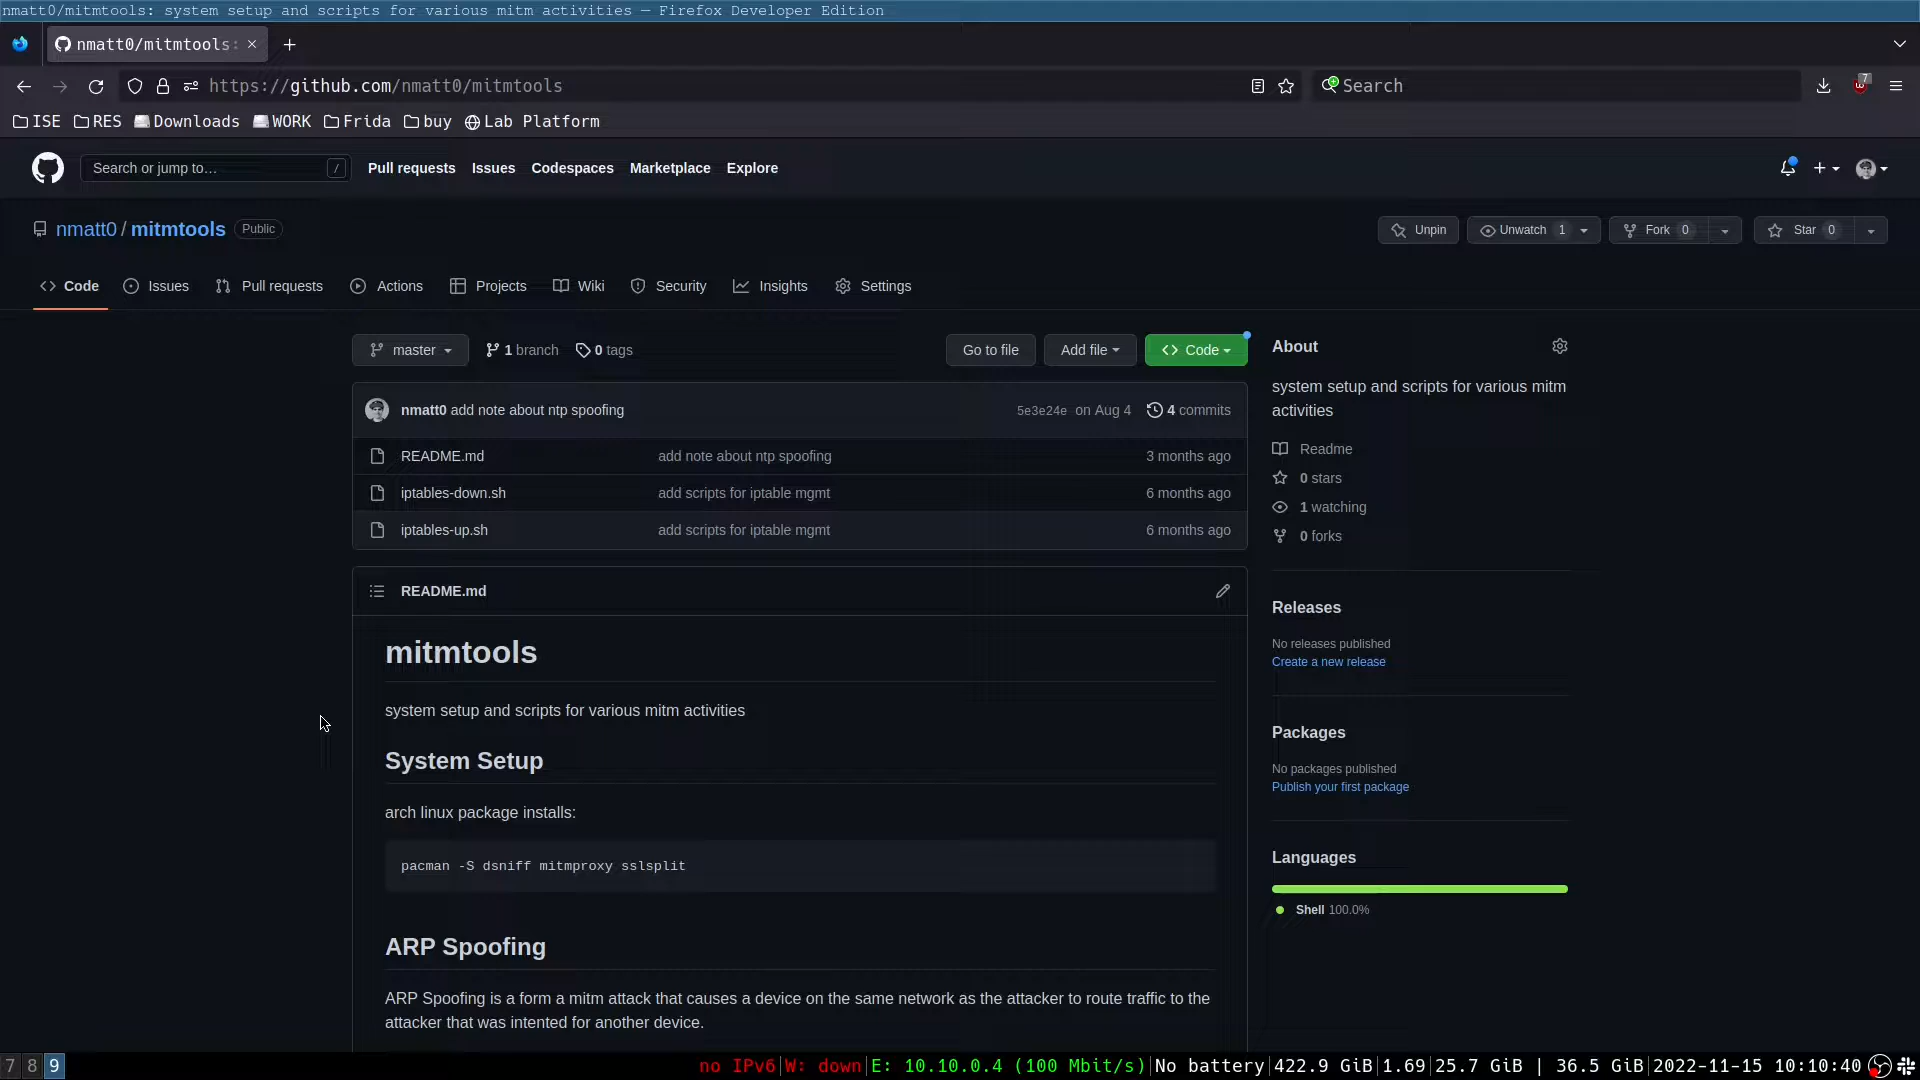 nmatt0/mitmtools: system setup and scripts for various mitm activities — Firefox Developer Edition
nmatt0/mitmtools:
https://github.com/nmatt0/mitmtools
Search
7
ISE RES Downloads WORK Frida buy Lab Platform
Search or jump to… /
Pull requests Issues Codespaces Marketplace Explore
nmatt0 / mitmtools Public
Unpin Unwatch 1 Fork 0 Star 0
Code Issues Pull requests Actions Projects Wiki Security Insights Settings
master 1 branch 0 tags Go to file Add file Code
nmatt0 add note about ntp spoofing 5e3e24e on Aug 4 4 commits
README.md add note about ntp spoofing 3 months ago
iptables-down.sh add scripts for iptable mgmt 6 months ago
iptables-up.sh add scripts for iptable mgmt 6 months ago
README.md
mitmtools
system setup and scripts for various mitm activities
System Setup
arch linux package installs:
pacman -S dsniff mitmproxy sslsplit
ARP Spoofing
ARP Spoofing is a form a mitm attack that causes a device on the same network as the attacker to route traffic to the
attacker that was intented for another device.
About
system setup and scripts for various mitm
activities
Readme
0 stars
1 watching
0 forks
Releases
No releases published
Create a new release
Packages
No packages published
Publish your first package
Languages
Shell 100.0%
7 8 9
no IPv6|W: down|E: 10.10.0.4 (100 Mbit/s)|No battery|422.9 GiB|1.69|25.7 GiB | 36.5 GiB|2022-11-15 10:10:40